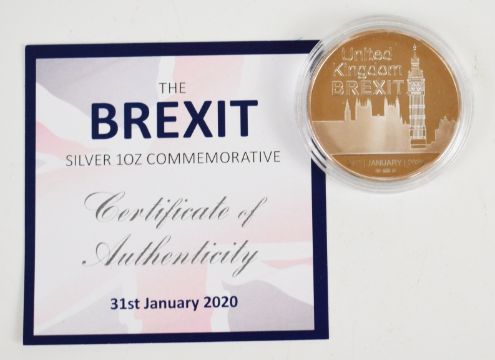 THE
BREXIT
SILVER 1OZ COMMEMORATIVE
Certificate of
Authenticity
31st January 2020
United
Kingdom
BREXIT
JANUARY